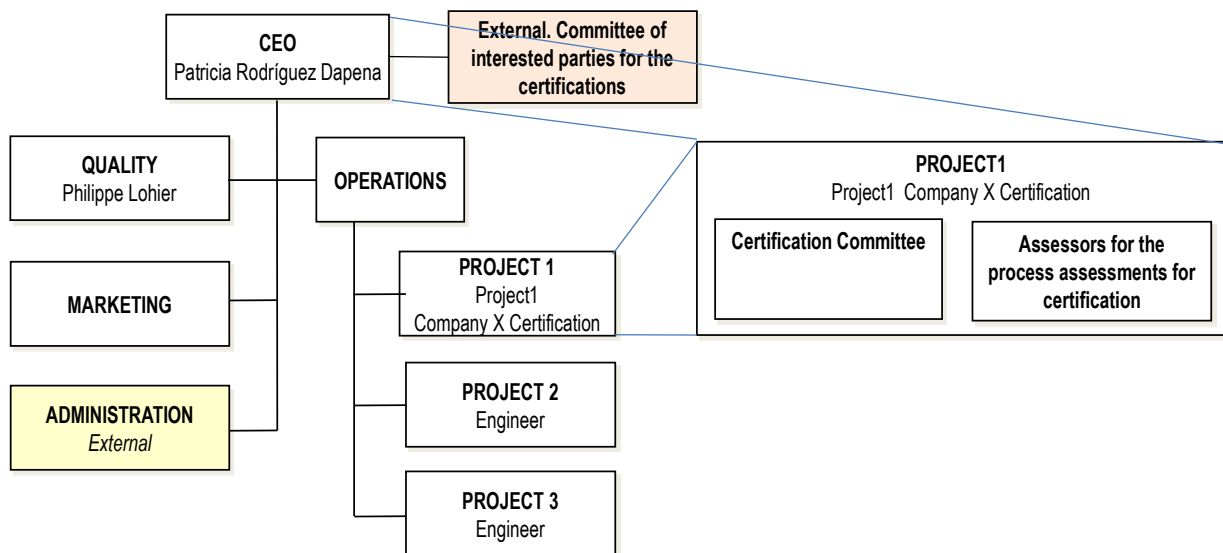 CEO
Patricia Rodríguez Dapena
External. Committee of
interested parties for the
certifications
QUALITY
Philippe Lohier
OPERATIONS
PROJECT1
Project1 Company X Certification
Certification Committee
Assessors for the
process assessments for
certification
MARKETING
PROJECT 1
Project1
Company X Certification
ADMINISTRATION
External
PROJECT 2
Engineer
PROJECT 3
Engineer